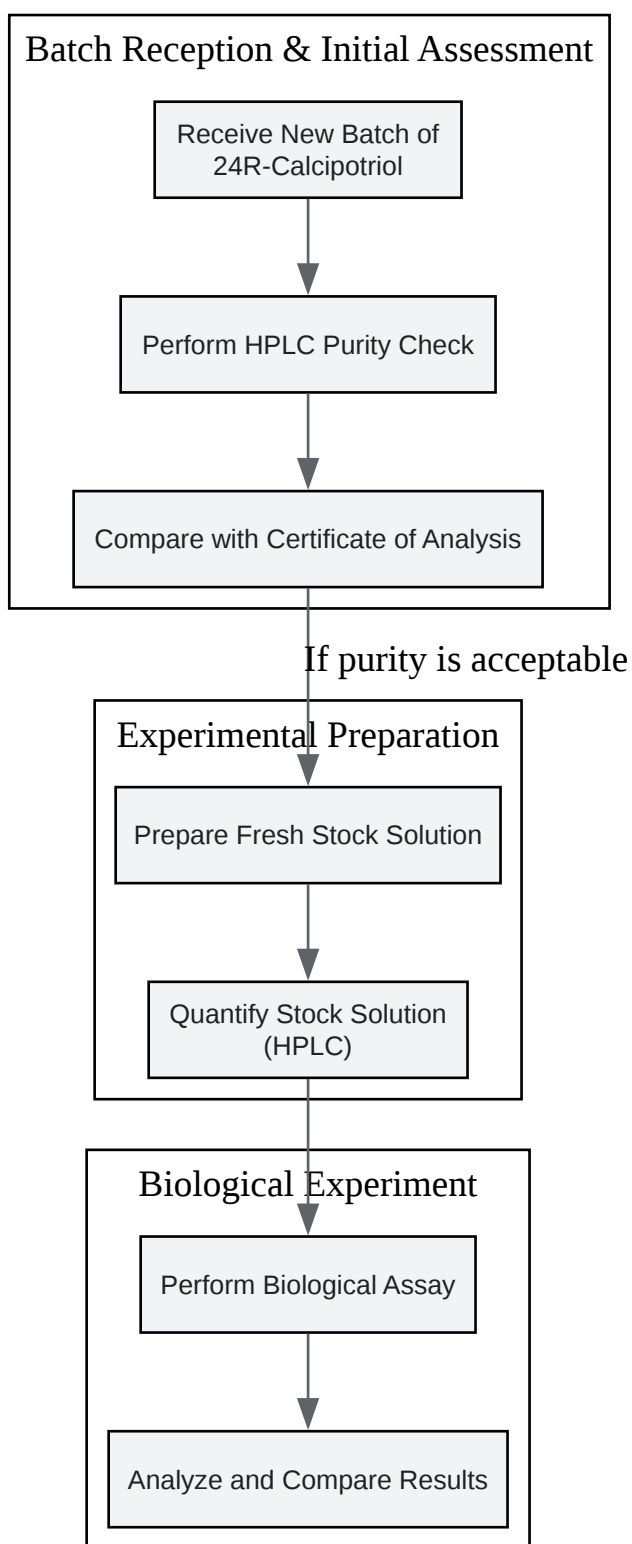 Batch Reception & Initial Assessment
Receive New Batch of
24R-Calcipotriol
Perform HPLC Purity Check
Compare with Certificate of Analysis
If purity is acceptable
Experimental Preparation
Prepare Fresh Stock Solution
Quantify Stock Solution
(HPLC)
Biological Experiment
Perform Biological Assay
Analyze and Compare Results